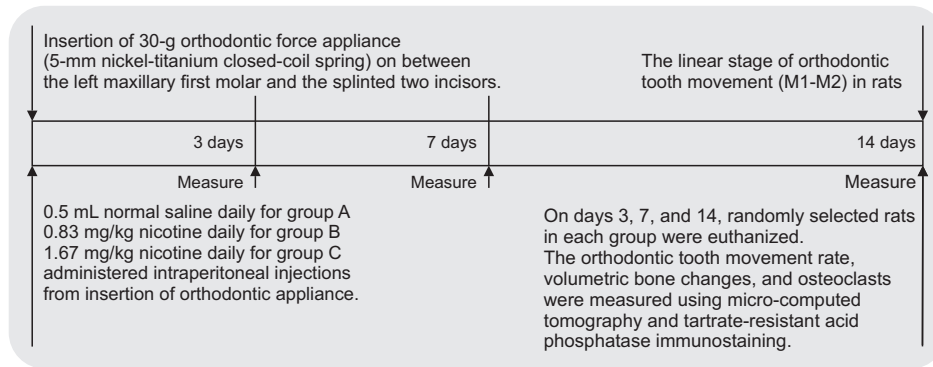 Insertion of 30-g orthodontic force appliance
(5-mm nickel-titanium closed-coil spring) on between
the left maxillary first molar and the splinted two incisors.
The linear stage of orthodontic
tooth movement (M1-M2) in rats
3 days
7 days
14 days
Measure
Measure
Measure
0.5 mL normal saline daily for group A
0.83 mg/kg nicotine daily for group B
1.67 mg/kg nicotine daily for group C
administered intraperitoneal injections
from insertion of orthodontic appliance.
On days 3, 7, and 14, randomly selected rats
in each group were euthanized.
The orthodontic tooth movement rate,
volumetric bone changes, and osteoclasts
were measured using micro-computed
tomography and tartrate-resistant acid
phosphatase immunostaining.